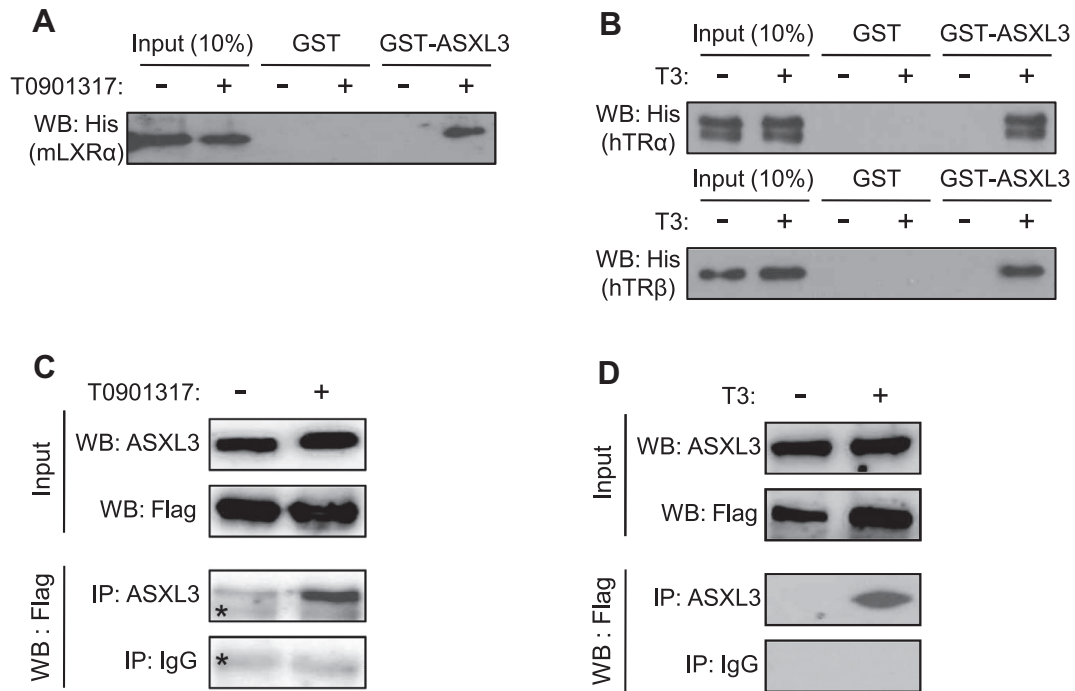 A
Input (10%) GST GST-ASXL3
T0901317: - + - + - +
WB: His
(mLXRα)
B
Input (10%) GST GST-ASXL3
T3: - + - + - +
WB: His
(hTRα)
Input (10%) GST GST-ASXL3
T3: - + - + - +
WB: His
(hTRβ)
C
T0901317: - +
Input
WB: ASXL3
WB: Flag
WB : Flag
IP: ASXL3
*
IP: IgG
*
D
T3: - +
Input
WB: ASXL3
WB: Flag
WB : Flag
IP: ASXL3
IP: IgG